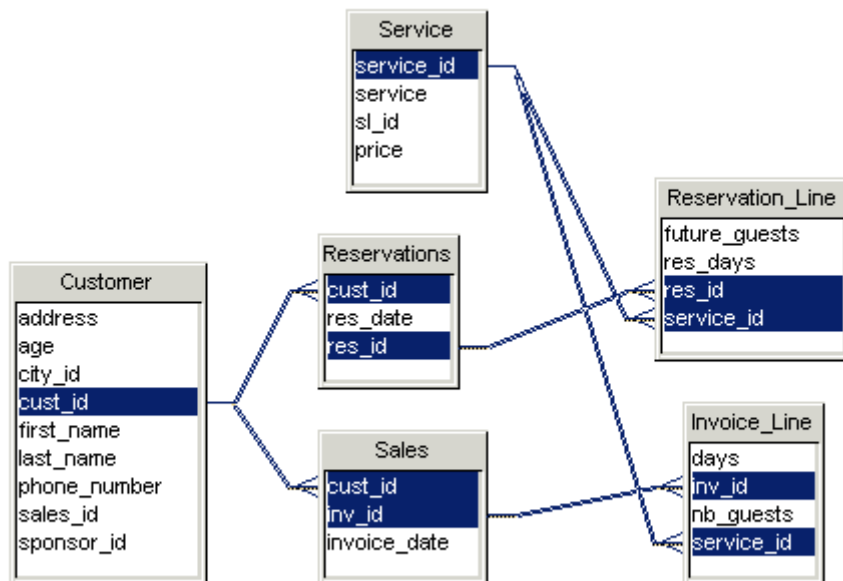 Service
service_id
service
sl_id
price
Reservation_Line
future_guests
res_days
res_id
service_id
Reservations
cust_id
res_date
res_id
Customer
address
age
city_id
cust_id
first_name
last_name
phone_number
sales_id
sponsor_id
Sales
cust_id
inv_id
invoice_date
Invoice_Line
days
inv_id
nb_guests
service_id